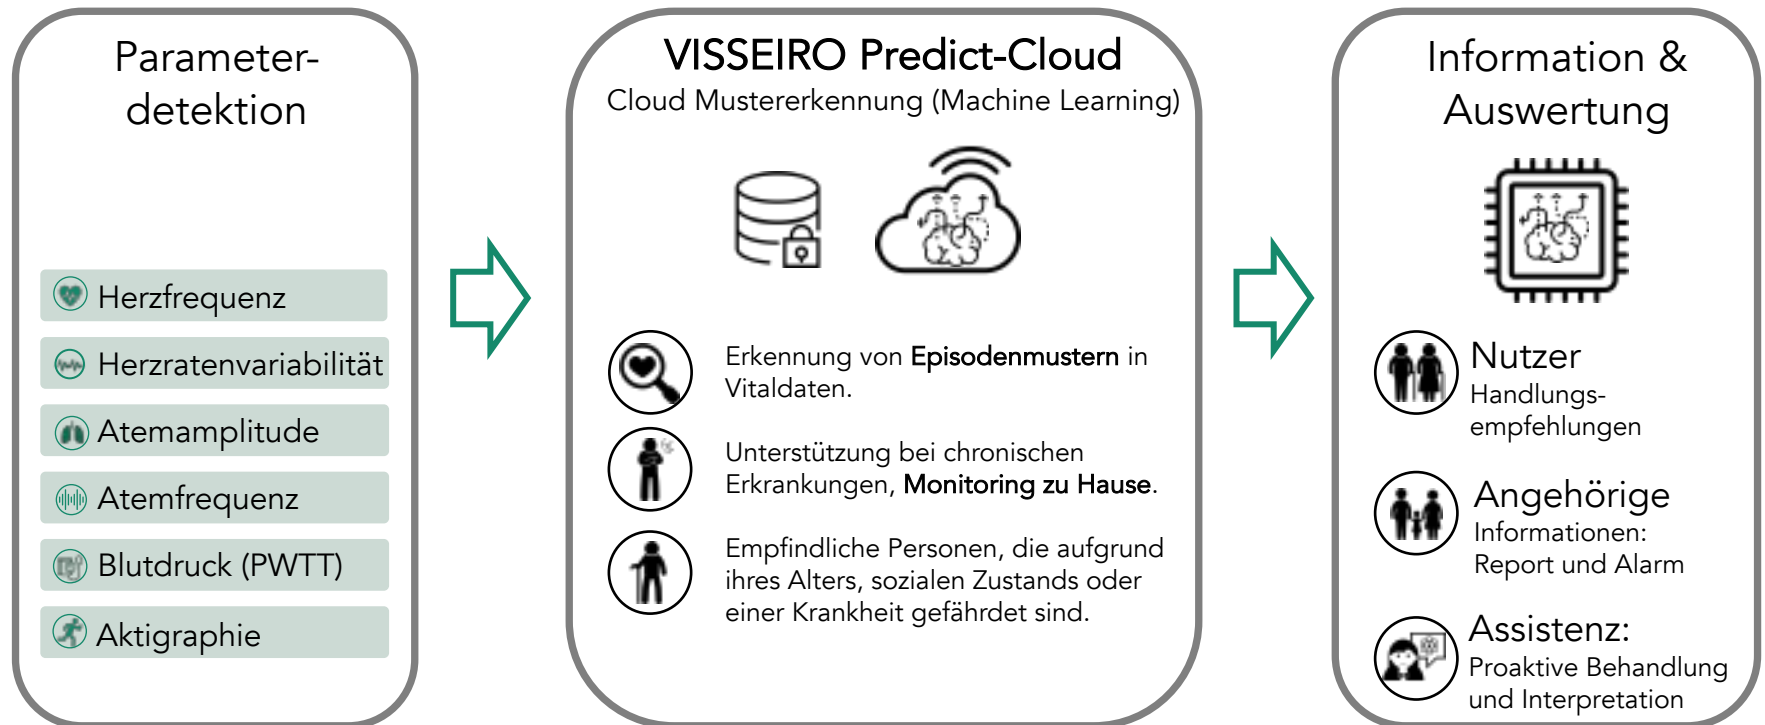 Parameter-
detektion
Herzfrequenz
Herzratenvariabilität
Atemamplitude
Atemfrequenz
Blutdruck (PWTT)
Aktigraphie
VISSEIRO Predict-Cloud
Cloud Mustererkennung (Machine Learning)
Erkennung von Episodenmustern in
Vitaldaten.
Unterstützung bei chronischen
Erkrankungen, Monitoring zu Hause.
Empfindliche Personen, die aufgrund
ihres Alters, sozialen Zustands oder
einer Krankheit gefährdet sind.
Information &
Auswertung
Nutzer
Handlungs-
empfehlungen
Angehörige
Informationen:
Report und Alarm
Assistenz:
Proaktive Behandlung
und Interpretation